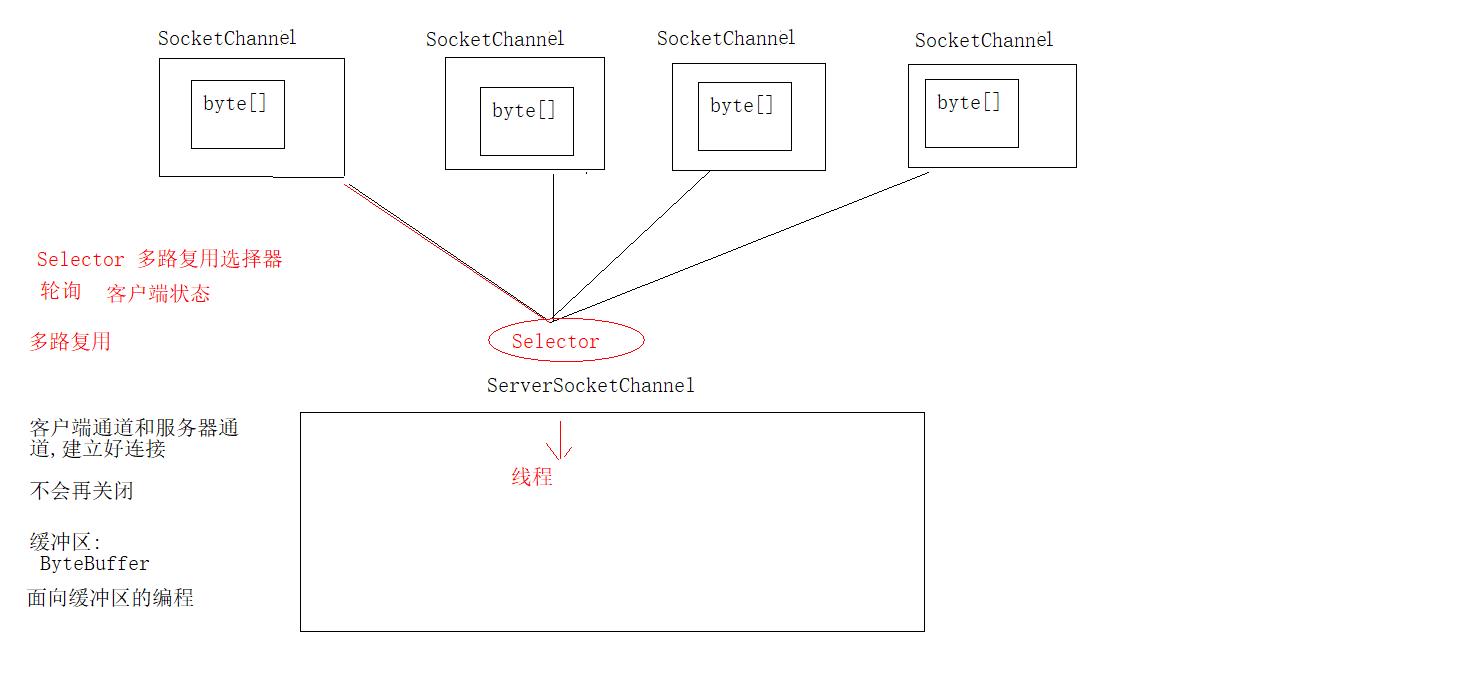 SocketChannel
SocketChannel
SocketChannel
SocketChannel
byte[]
byte[]
byte[]
byte[]
Selector 多路复用选择器
轮询 客户端状态
多路复用
Selector
ServerSocketChannel
客户端通道和服务器通
道,建立好连接
线程
不会再关闭
缓冲区:
ByteBuffer
面向缓冲区的编程